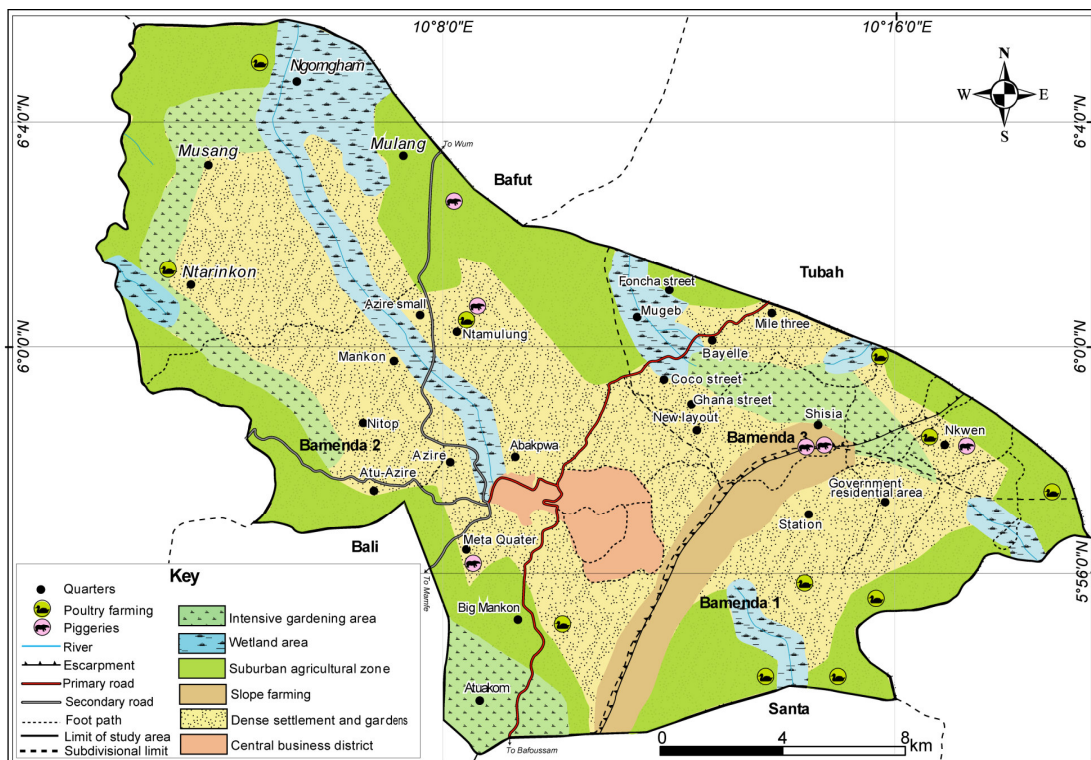 10°8'0"E
10°16'0"E
N
W
E
S
6°4'0"N
6°4'0"N
Ngomgham
Musang
Mulang
To Wum
Bafut
Ntarinkon
Tubah
Foncha street
Azire small
Mugeb
Mile three
Ntamulung
6°0'0"N
6°0'0"N
Bayelle
Mankon
Coco street
Ghana street
New layout
Shisia
Nitop
Bamenda 2
Bamenda 3
Nkwen
Azire
Abakpwa
Atu-Azire
Government
residential area
Station
Bali
Meta Quater
To Mamfe
5°56'0"N
Big Mankon
Bamenda 1
Atuakom
Santa
To Bafoussam
Key
Quarters
Poultry farming
Piggeries
River
Escarpment
Primary road
Secondary road
Foot path
Limit of study area
Subdivisional limit
Intensive gardening area
Wetland area
Suburban agricultural zone
Slope farming
Dense settlement and gardens
Central business district
0 4 8
km